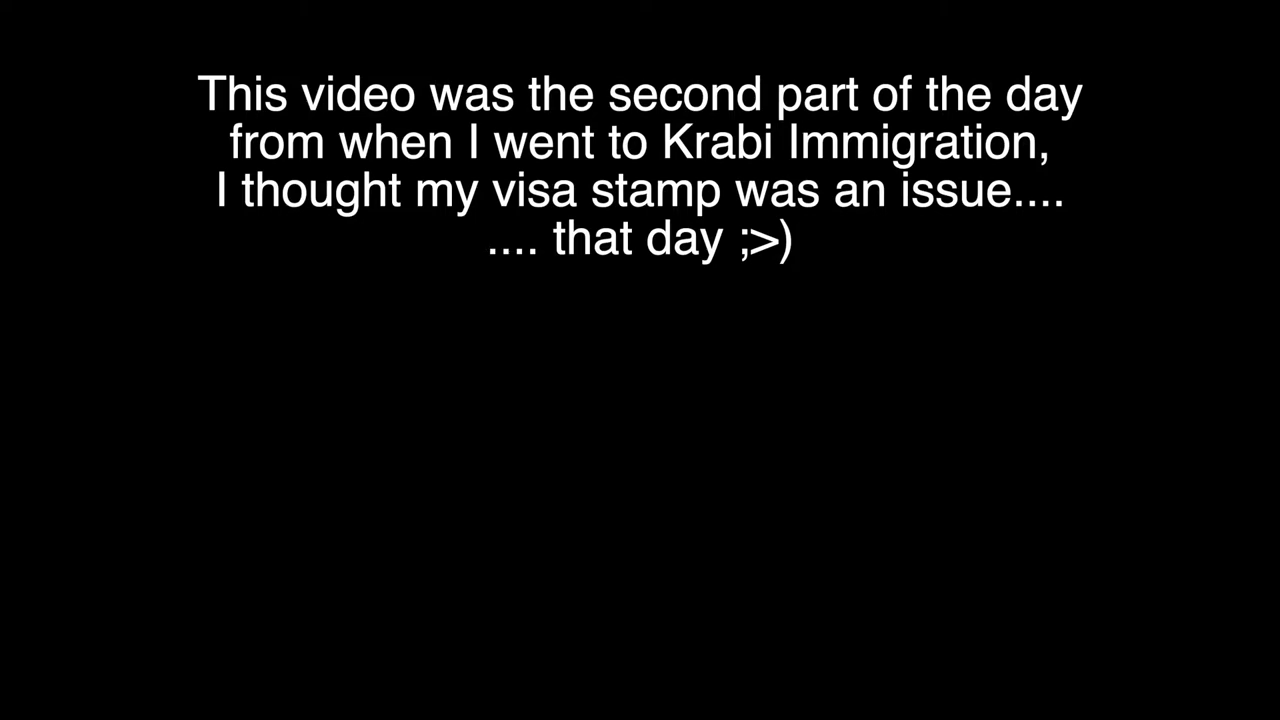 This video was the second part of the day
from when I went to Krabi Immigration,
I thought my visa stamp was an issue....
.... that day ;>)